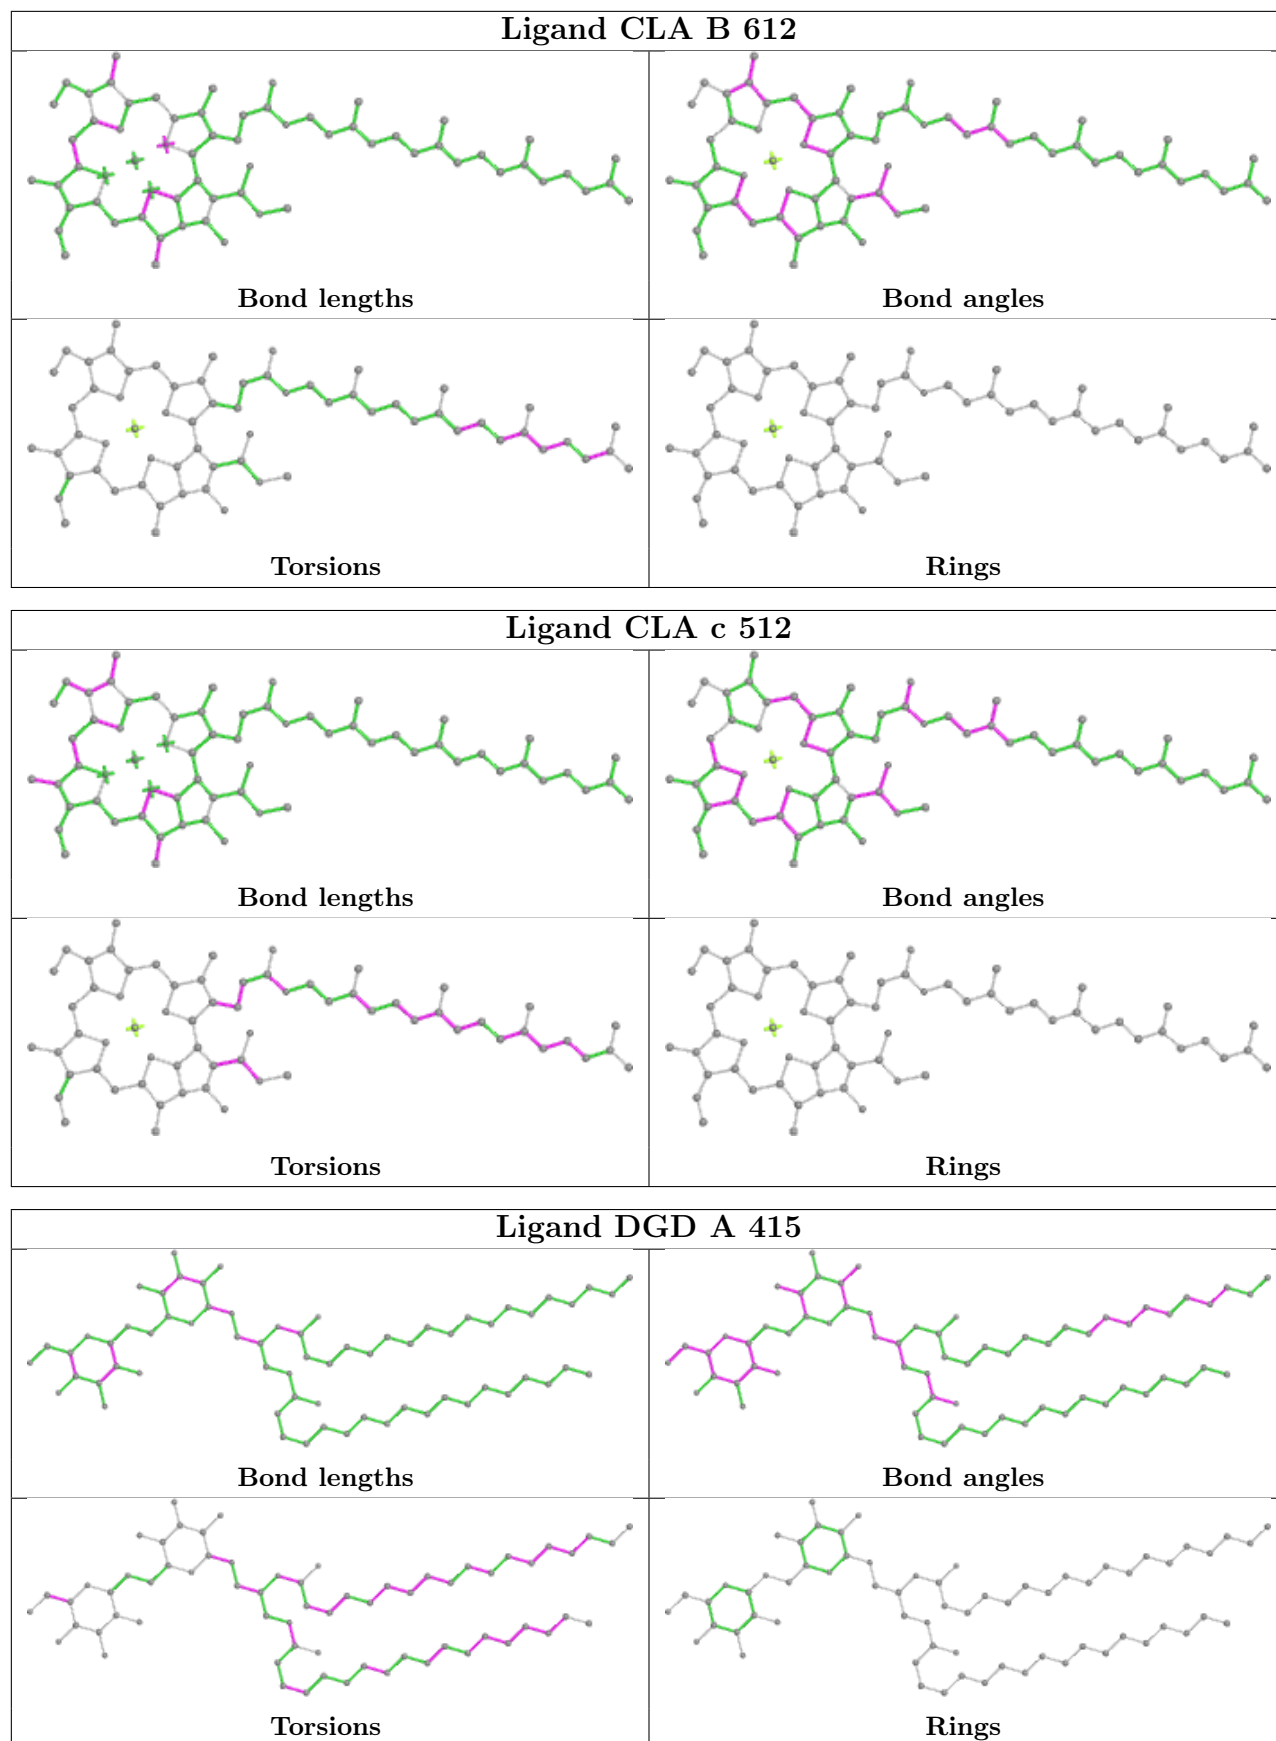 Ligand CLA B 612
Bond lengths
Bond angles
Torsions
Rings
Ligand CLA c 512
Bond lengths
Bond angles
Torsions
Rings
Ligand DGD A 415
Bond lengths
Bond angles
Torsions
Rings